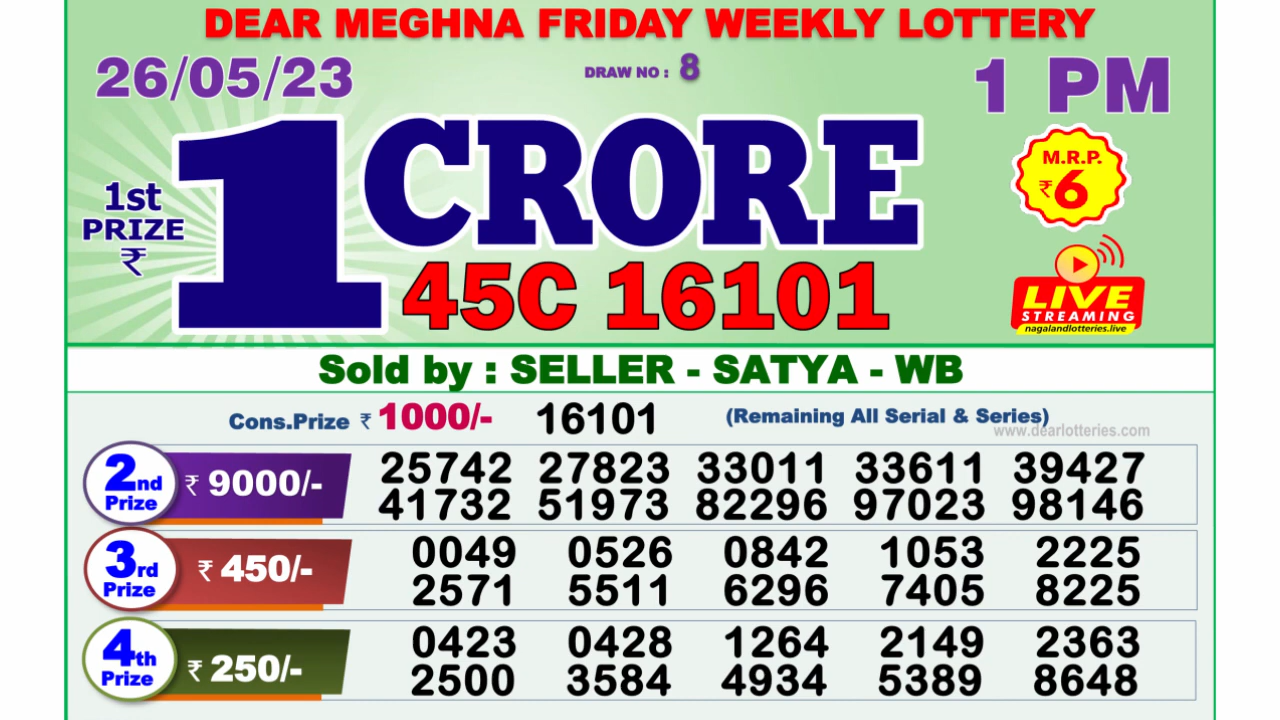 DEAR MEGHNA FRIDAY WEEKLY LOTTERY
26/05/23
DRAW NO : 8
1 PM
1st
PRIZE
₹
1 CRORE
M.R.P.
₹6
45C 16101
LIVE
STREAMING
nagalandlotteries.live
Sold by : SELLER - SATYA - WB
Cons.Prize ₹ 1000/- 16101 (Remaining All Serial & Series)
www.dearlotteries.com
2nd Prize ₹ 9000/-
25742 27823 33011 33611 39427
41732 51973 82296 97023 98146
3rd Prize ₹ 450/-
0049 0526 0842 1053 2225
2571 5511 6296 7405 8225
4th Prize ₹ 250/-
0423 0428 1264 2149 2363
2500 3584 4934 5389 8648